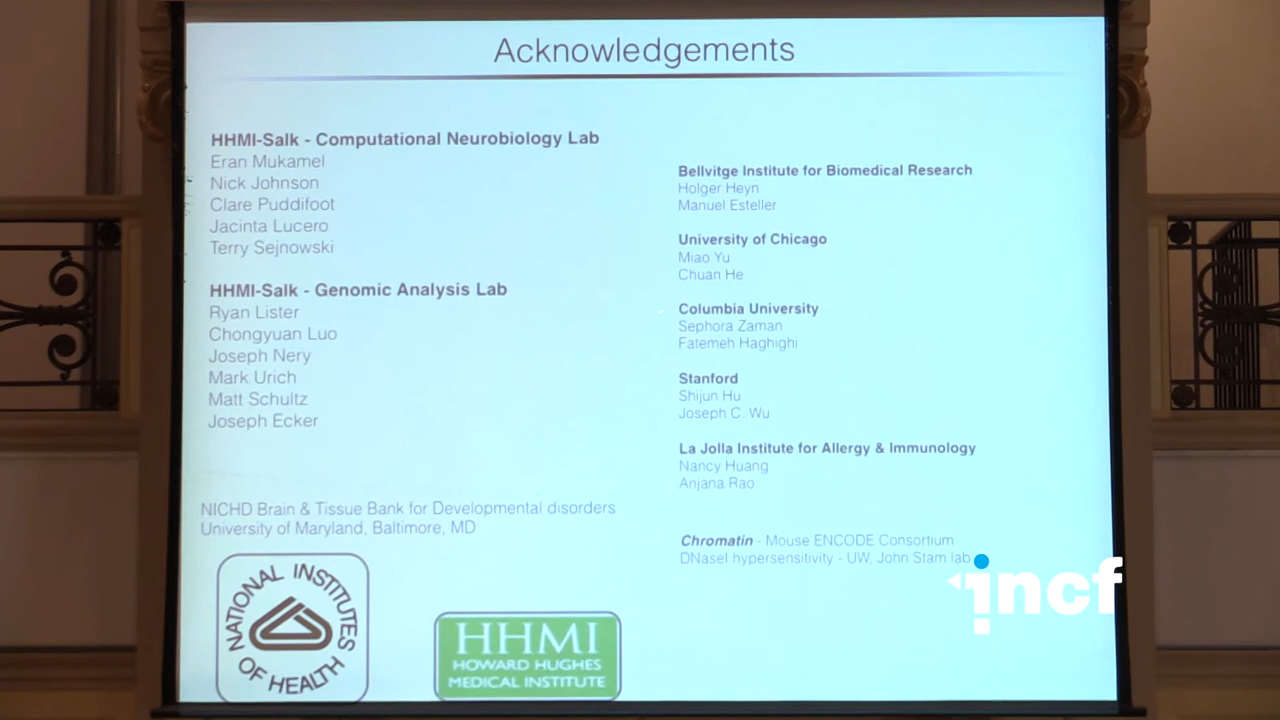 Acknowledgements
HHMI-Salk - Computational Neurobiology Lab
Eran Mukamel
Nick Johnson
Clare Puddifoot
Jacinta Lucero
Terry Sejnowski
HHMI-Salk - Genomic Analysis Lab
Ryan Lister
Chongyuan Luo
Joseph Nery
Mark Urich
Matt Schultz
Joseph Ecker
NICHD Brain & Tissue Bank for Developmental disorders
University of Maryland, Baltimore, MD
NATIONAL INSTITUTES
OF HEALTH
HHMI
HOWARD HUGHES
MEDICAL INSTITUTE
Bellvitge Institute for Biomedical Research
Holger Heyn
Manuel Esteller
University of Chicago
Miao Yu
Chuan He
Columbia University
Sephora Zaman
Fatemeh Haghighi
Stanford
Shijun Hu
Joseph C. Wu
La Jolla Institute for Allergy & Immunology
Nancy Huang
Anjana Rao
Chromatin - Mouse ENCODE Consortium
DNaseI hypersensitivity - UW, John Stam lab
incf